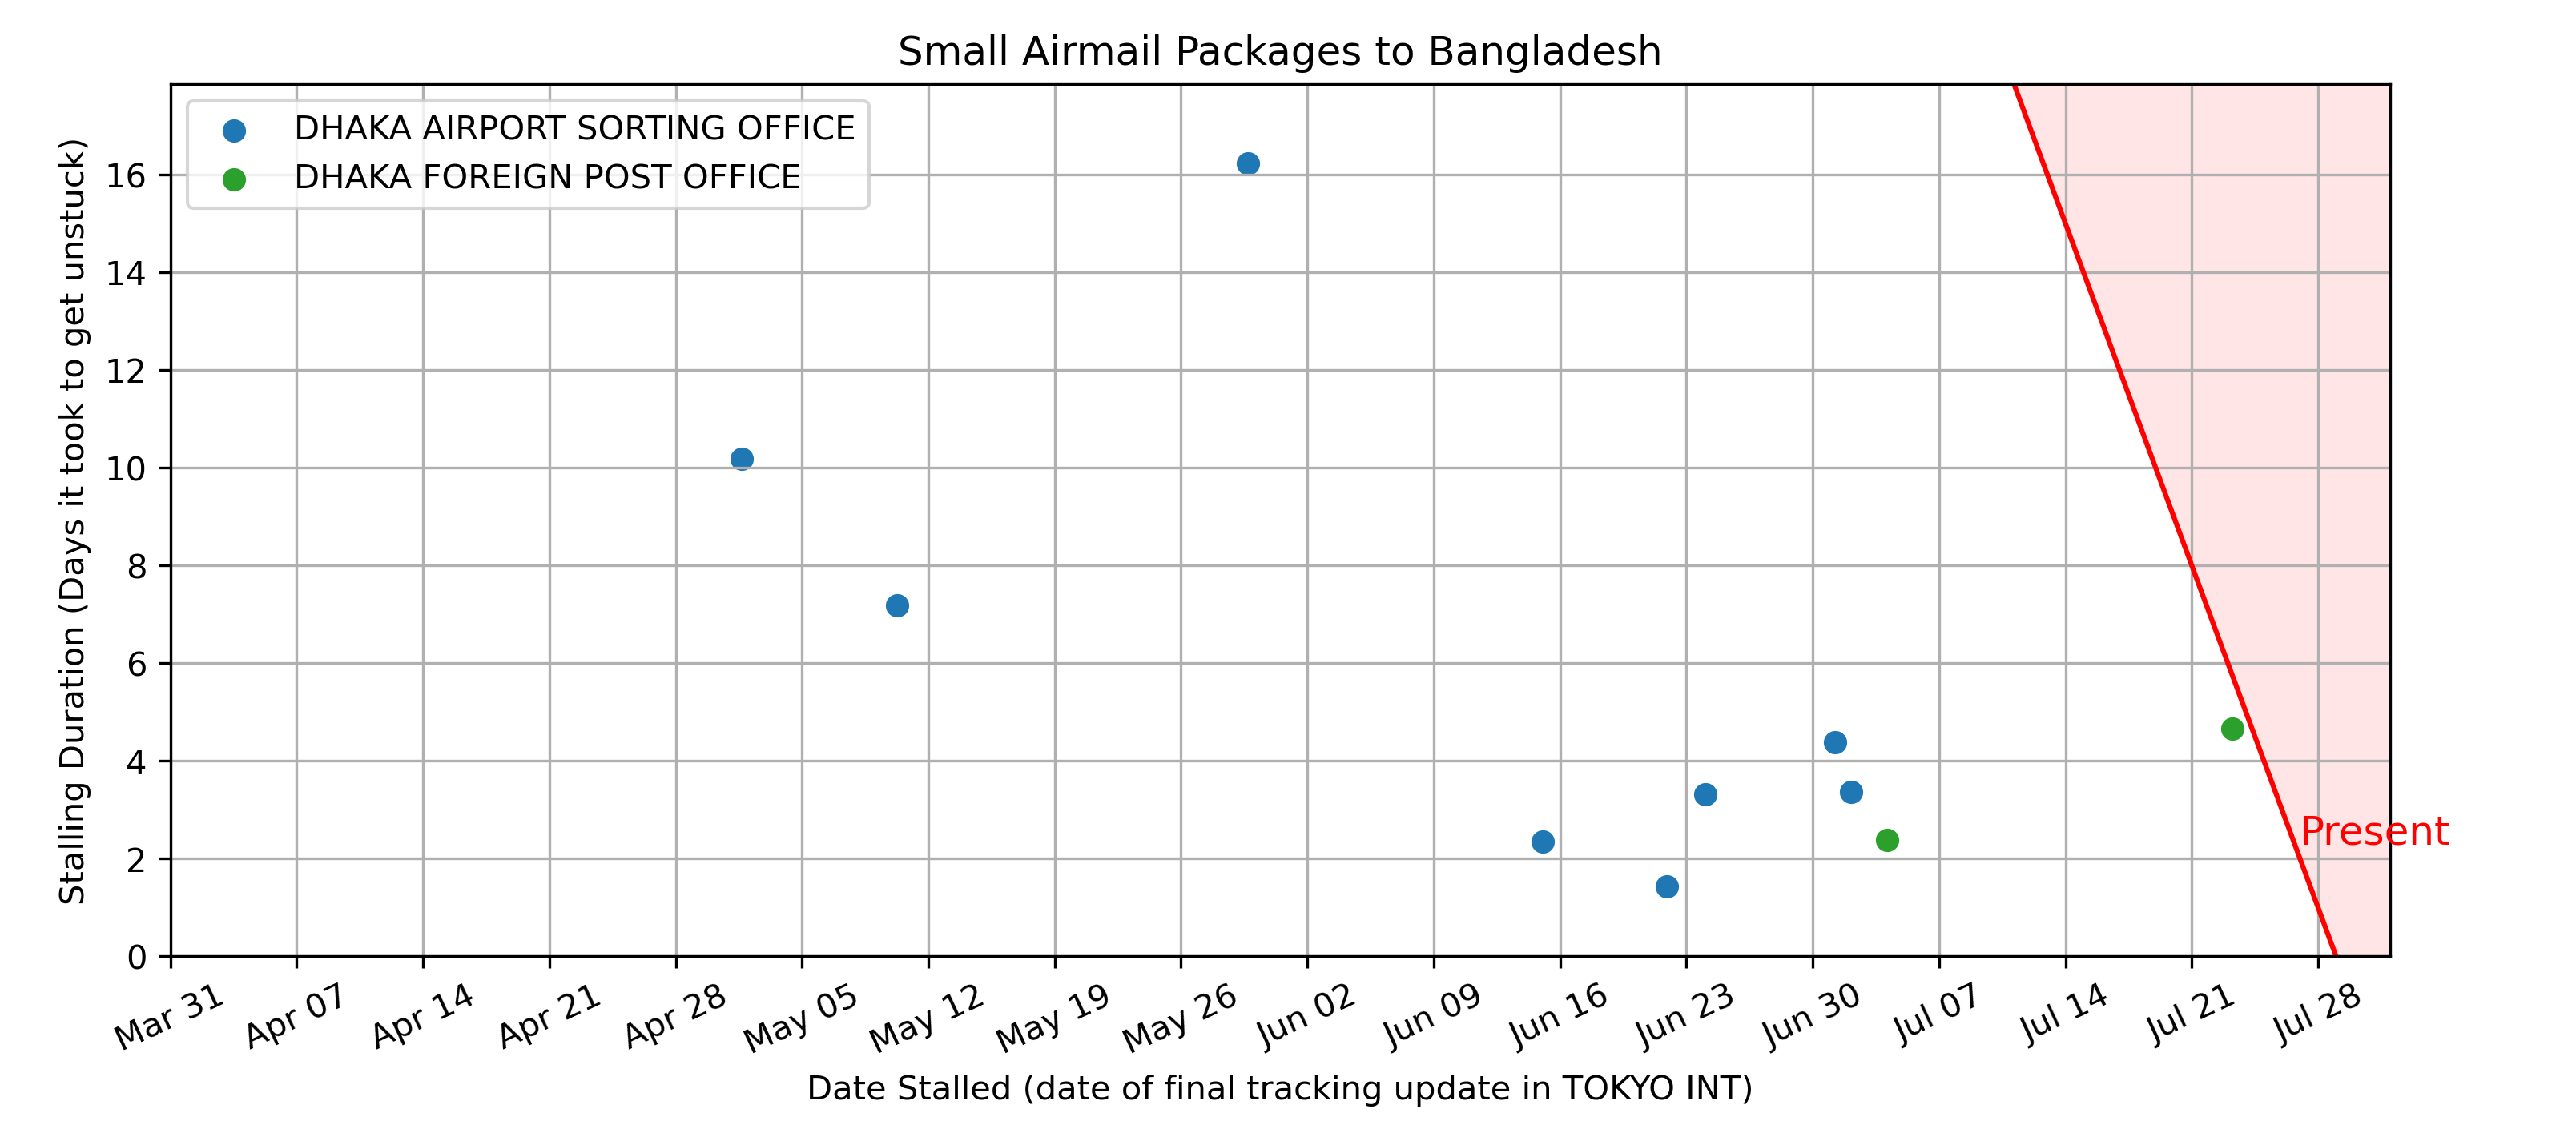 Small Airmail Packages to Bangladesh
DHAKA AIRPORT SORTING OFFICE
DHAKA FOREIGN POST OFFICE
Stalling Duration (Days it took to get unstuck)
16
14
12
10
8
6
4
2
0
Present
Mar 31
Apr 07
Apr 14
Apr 21
Apr 28
May 05
May 12
May 19
May 26
Jun 02
Jun 09
Jun 16
Jun 23
Jun 30
Jul 07
Jul 14
Jul 21
Jul 28
Date Stalled (date of final tracking update in TOKYO INT)